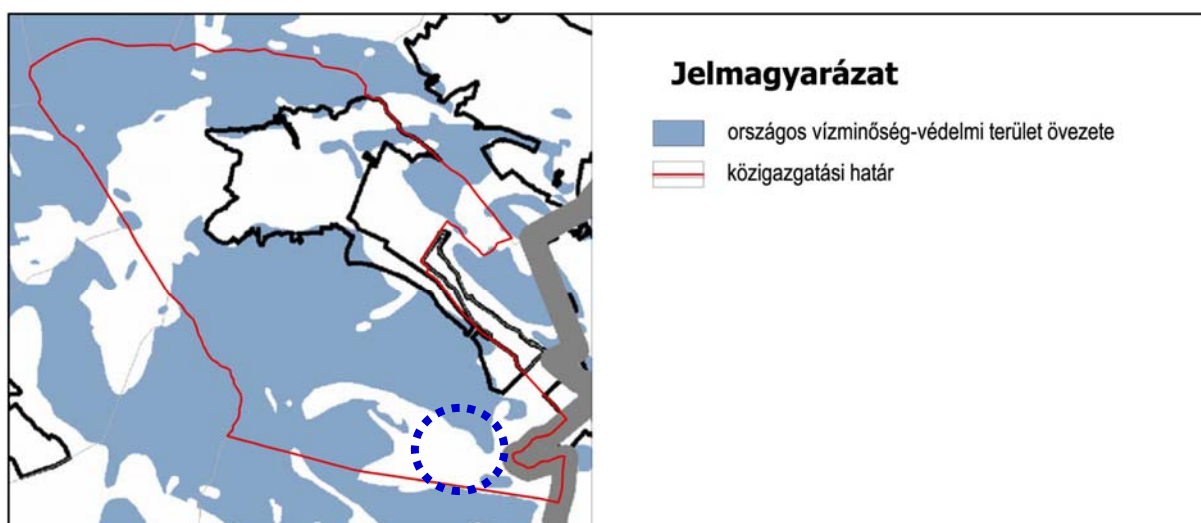 Jelmagyarázat
országos vízminőség-védelmi terület övezete
közigazgatási határ